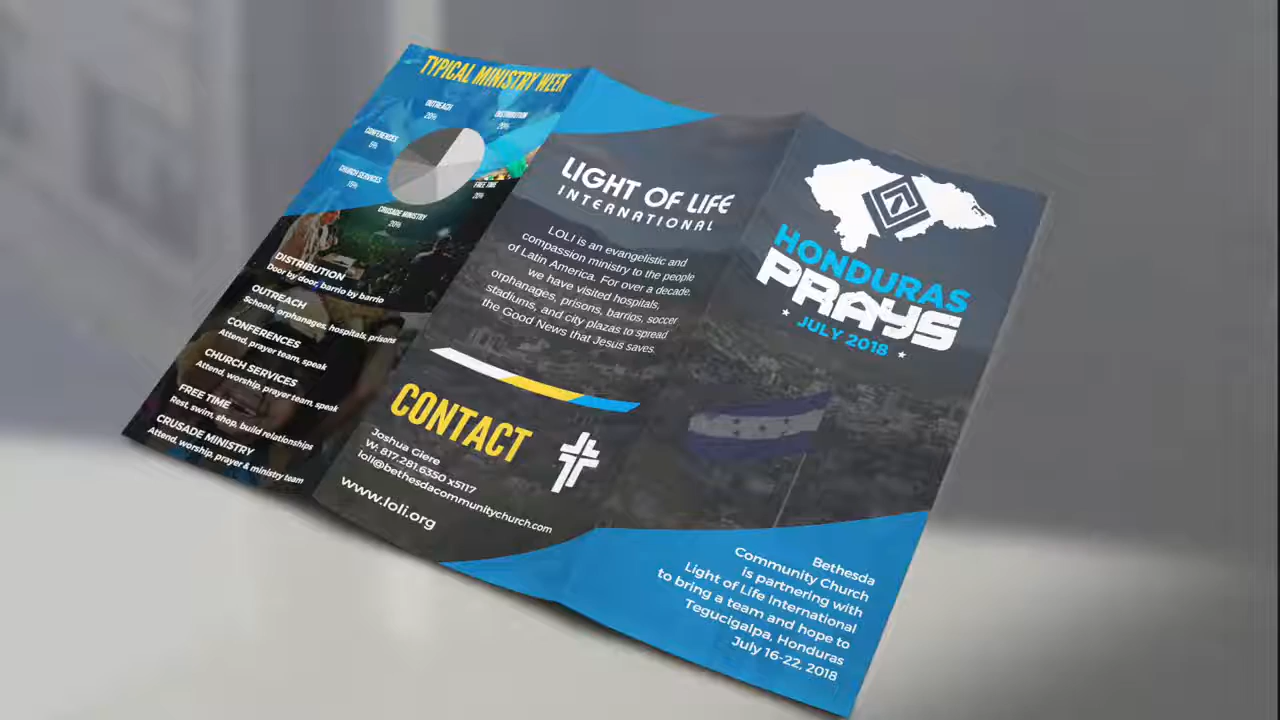 TYPICAL MINISTRY WEEK
OUTREACH
20%
DISTRIBUTION
CONFERENCES
5%
CHURCH SERVICES
FREE TIME
20%
CRUSADE MINISTRY
20%
DISTRIBUTION
Door by door, barrio by barrio
OUTREACH
Schools, orphanages, hospitals, prisons
CONFERENCES
Attend, prayer team, speak
CHURCH SERVICES
Attend, worship, prayer team, speak
FREE TIME
Rest, swim, shop, build relationships
CRUSADE MINISTRY
Attend, worship, prayer & ministry team
LIGHT OF LIFE
INTERNATIONAL
LOLI is an evangelistic and
compassion ministry to the people
of Latin America. For over a decade,
we have visited hospitals,
orphanages, prisons, barrios, soccer
stadiums, and city plazas to spread
the Good News that Jesus saves.
CONTACT
Joshua Giere
W: 817.281.6350 x5117
loli@bethesdacommunitychurch.com
www.loli.org
HONDURAS
PRAYS
JULY 2018
Bethesda
Community Church
is partnering with
Light of Life International
to bring a team and hope to
Tegucigalpa, Honduras
July 16-22, 2018